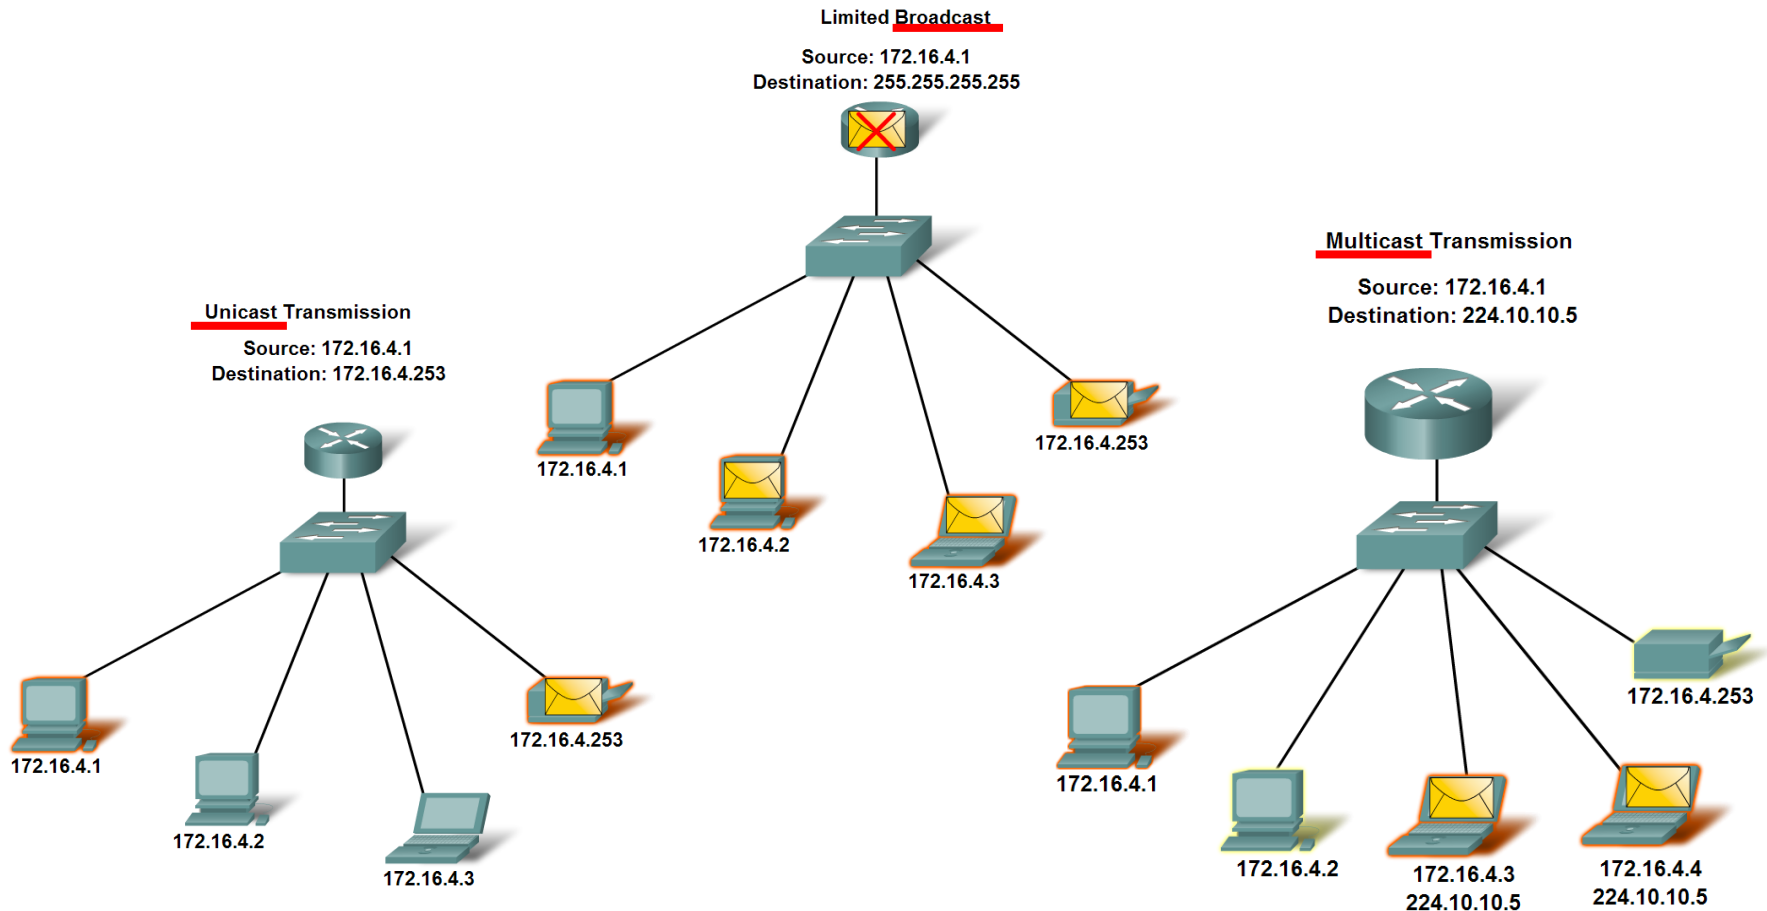 Limited Broadcast
Source: 172.16.4.1
Destination: 255.255.255.255
172.16.4.1
172.16.4.2
172.16.4.3
172.16.4.253
Unicast Transmission
Source: 172.16.4.1
Destination: 172.16.4.253
172.16.4.1
172.16.4.2
172.16.4.3
172.16.4.253
Multicast Transmission
Source: 172.16.4.1
Destination: 224.10.10.5
172.16.4.1
172.16.4.2
172.16.4.3
224.10.10.5
172.16.4.4
224.10.10.5
172.16.4.253